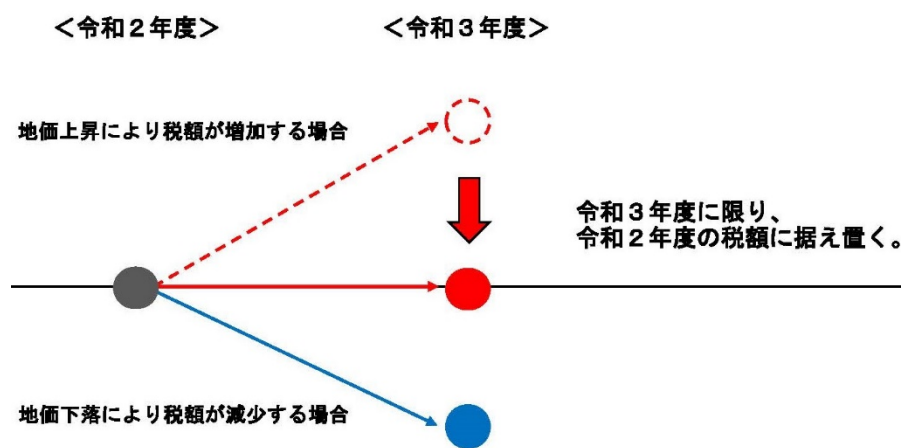 ＜令和２年度＞
＜令和３年度＞
地価上昇により税額が増加する場合
令和３年度に限り、
令和２年度の税額に据え置く。
地価下落により税額が減少する場合